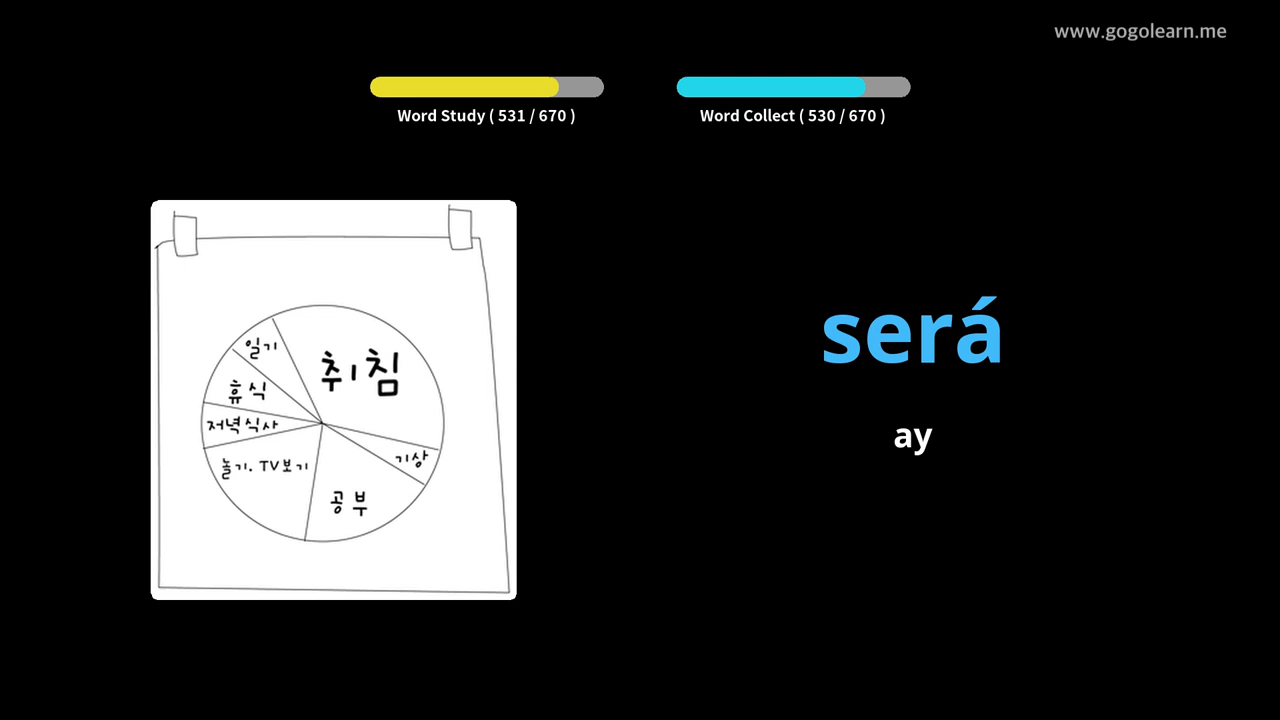 www.gogolearn.me
Word Study ( 531 / 670 )
Word Collect ( 530 / 670 )
일기
취침
휴식
저녁식사
놀기. TV보기
기상
공부
será
ay